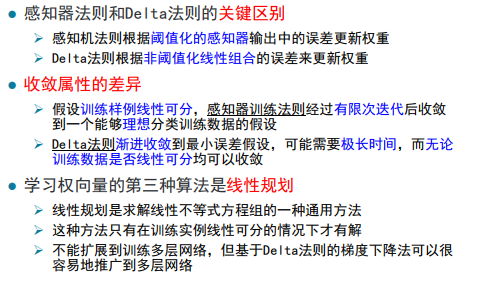 感知器法则和Delta法则的关键区别
感知机法则根据阈值化的感知器输出中的误差更新权重
Delta法则根据非阈值化线性组合的误差来更新权重
收敛属性的差异
假设训练样例线性可分，感知器训练法则经过有限次迭代后收敛
到一个能够理想分类训练数据的假设
Delta法则渐进收敛到最小误差假设，可能需要极长时间，而无论
训练数据是否线性可分均可以收敛
学习权向量的第三种算法是线性规划
线性规划是求解线性不等式方程组的一种通用方法
这种方法只有在训练实例线性可分的情况下才有解
不能扩展到训练多层网络，但基于Delta法则的梯度下降法可以很
容易地推广到多层网络